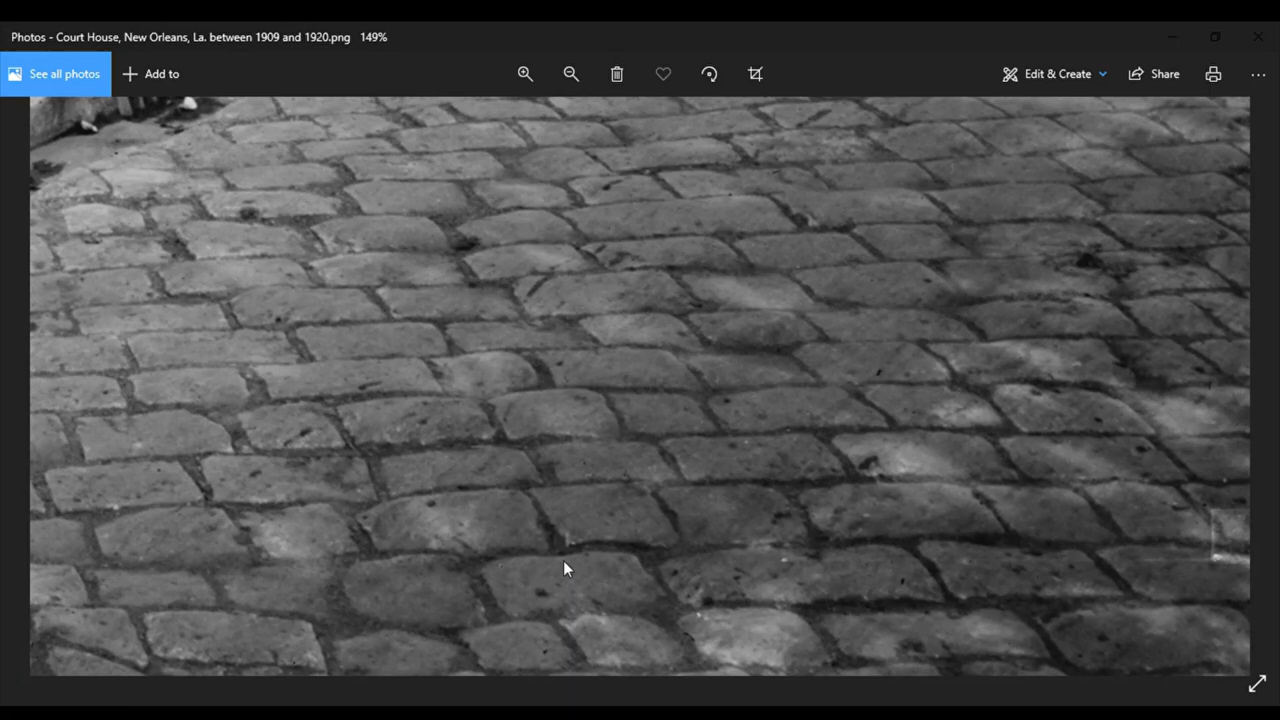 Photos - Court House, New Orleans, La. between 1909 and 1920.png 149%
See all photos
Add to
Edit & Create
Share